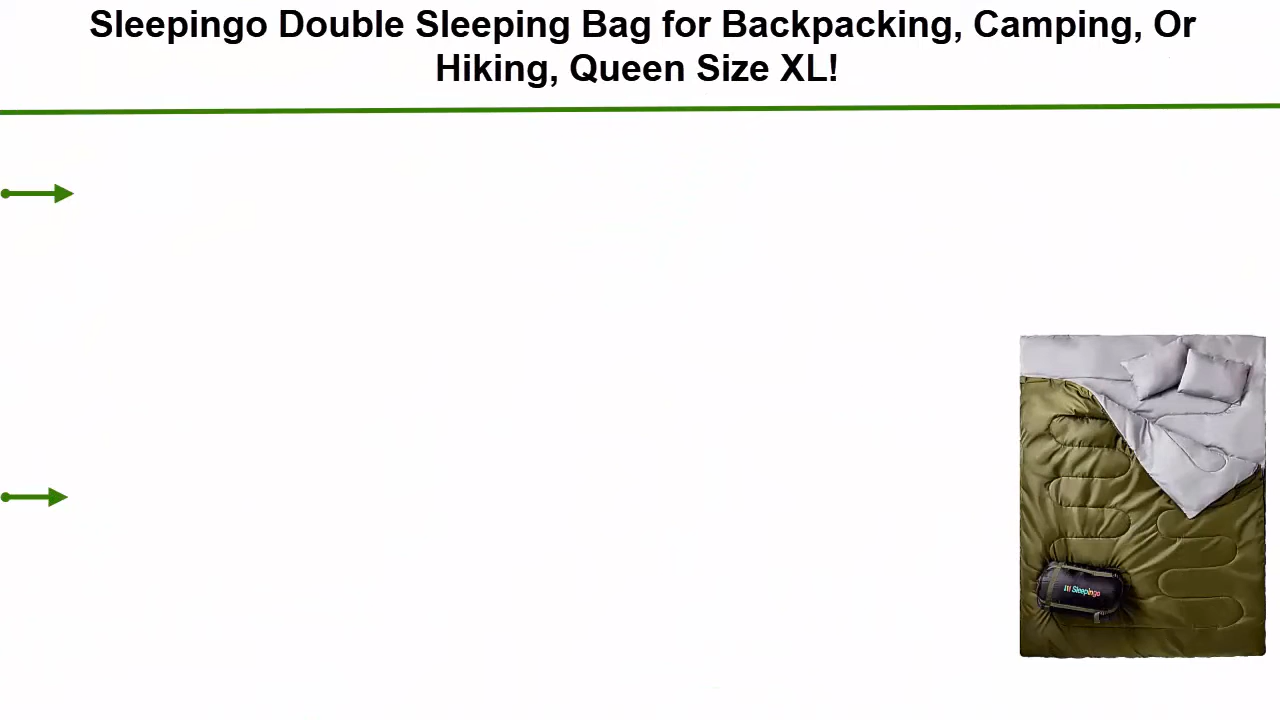 Sleepingo Double Sleeping Bag for Backpacking, Camping, Or
Hiking, Queen Size XL!
Sleepingo